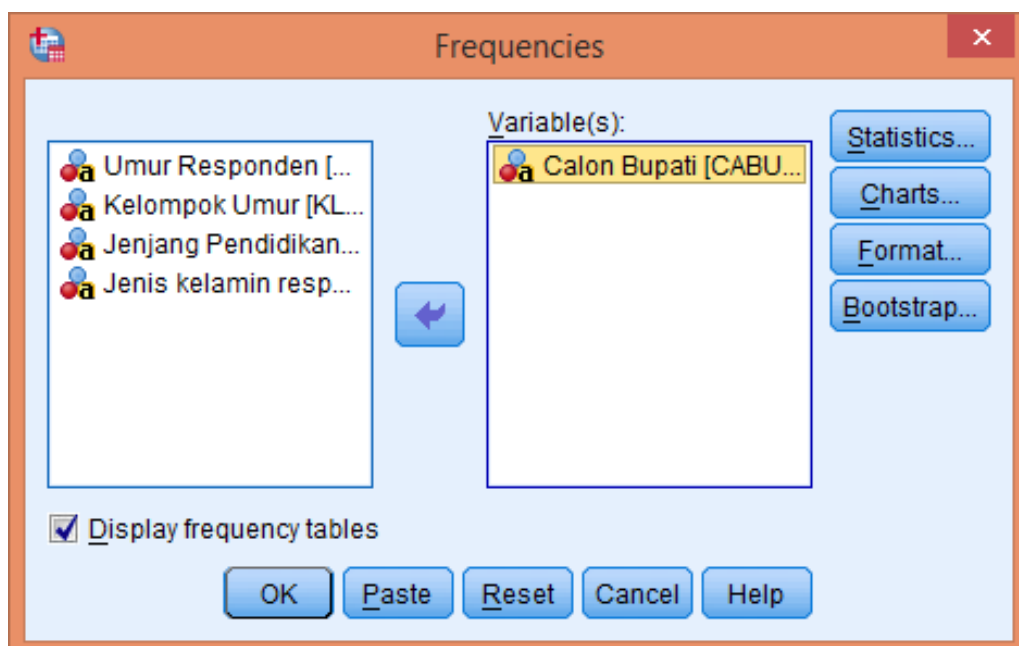 Frequencies
Umur Responden [...
Kelompok Umur [KL...
Jenjang Pendidikan...
Jenis kelamin resp...
Variable(s):
Calon Bupati [CABU...
Statistics...
Charts...
Format...
Bootstrap...
Display frequency tables
OK Paste Reset Cancel Help